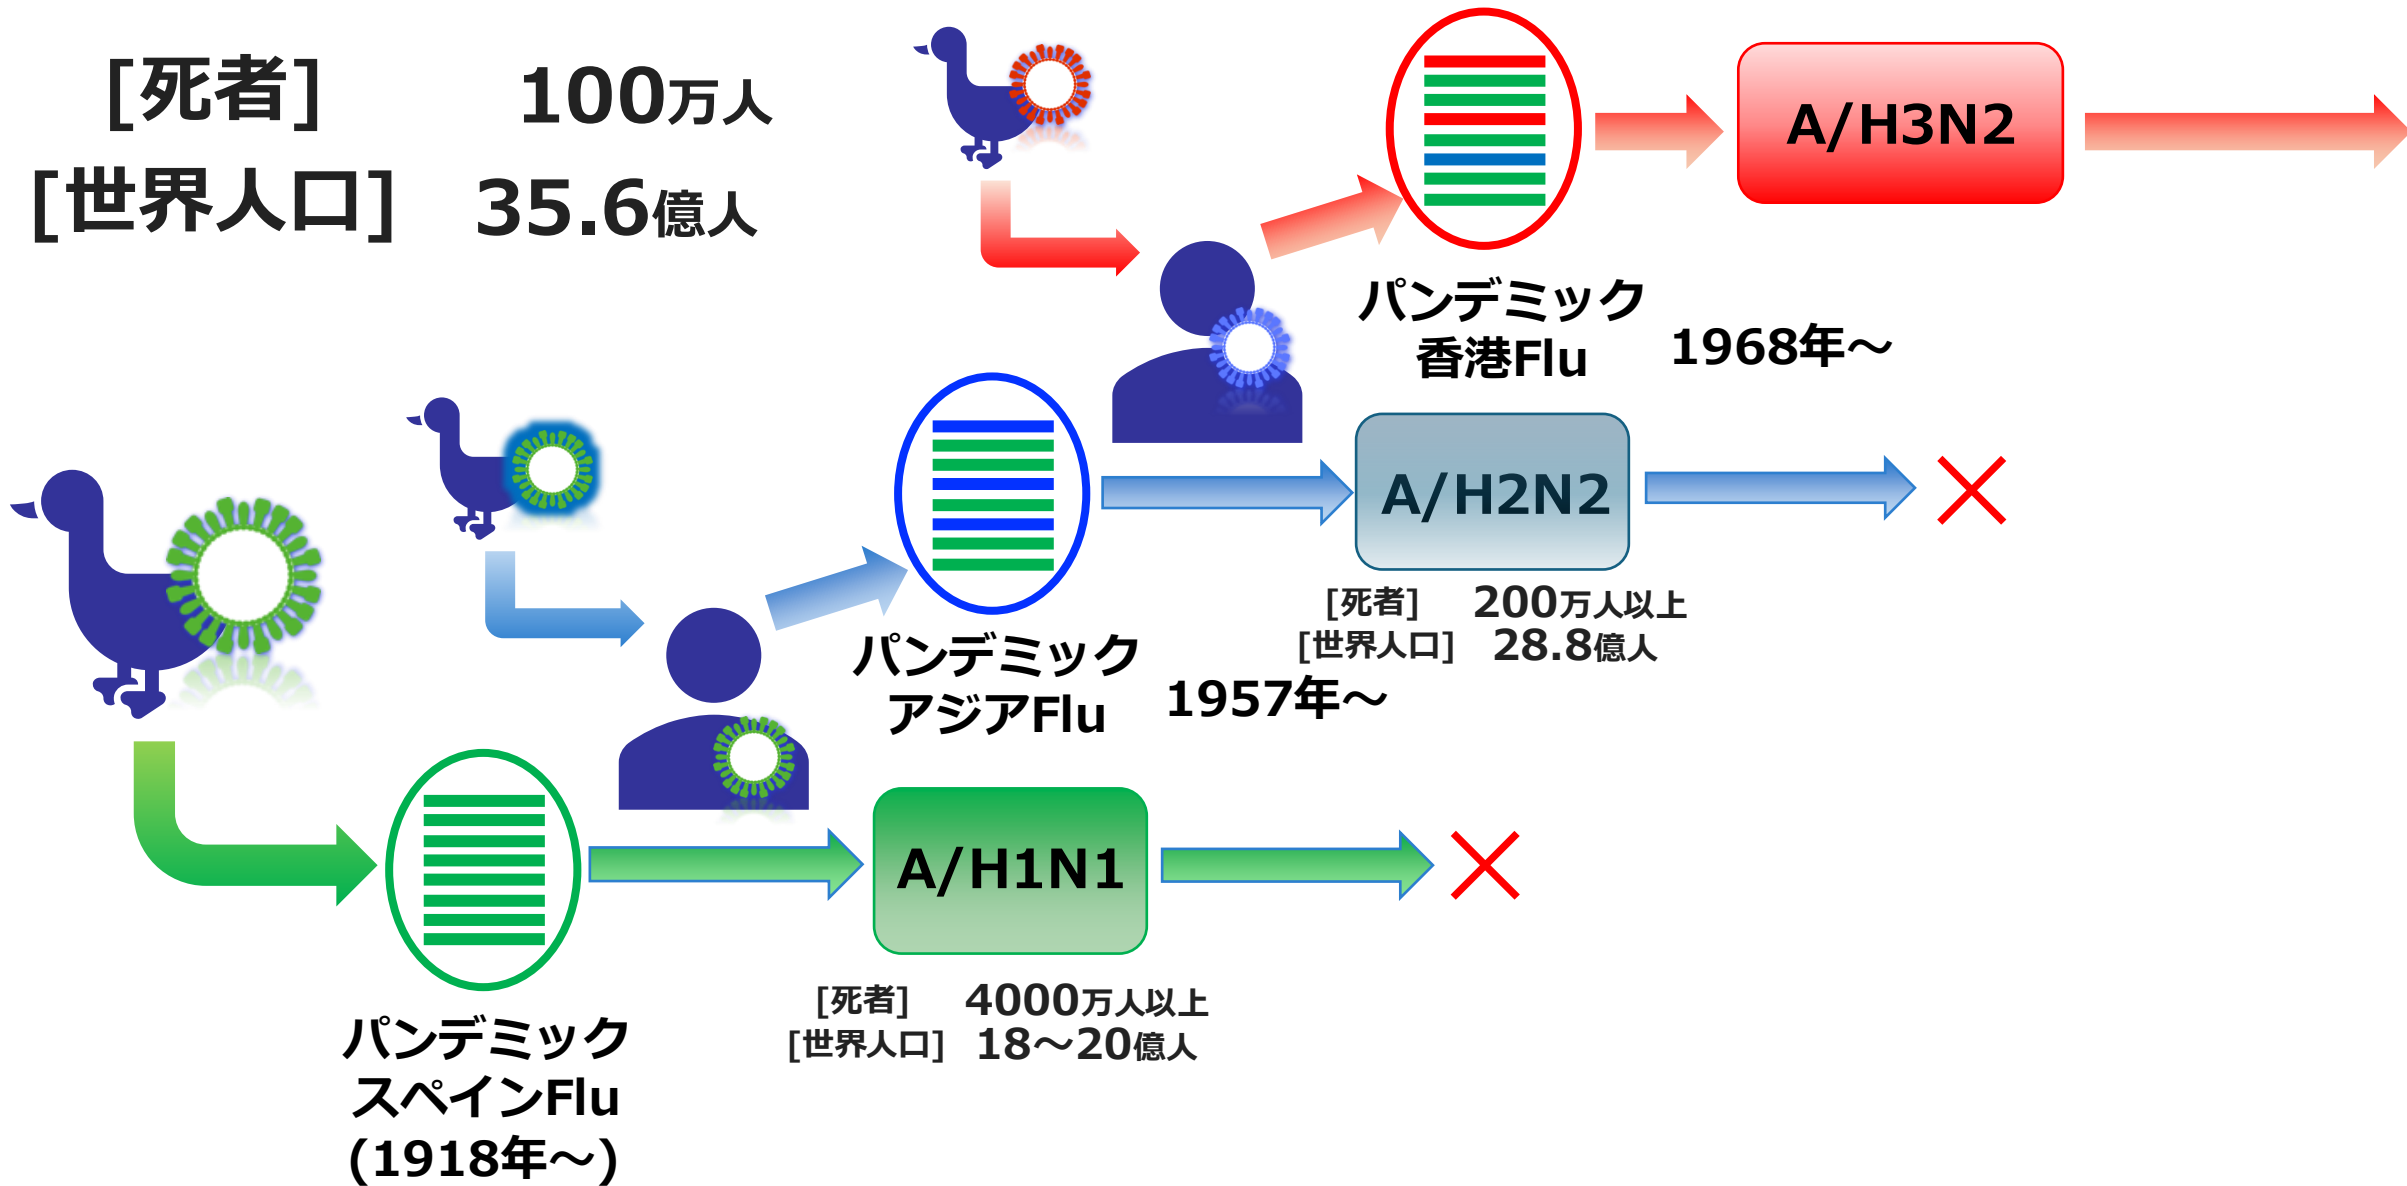 [死者] 100万人
[世界人口] 35.6億人
A/H3N2
パンデミック
香港Flu
1968年～
A/H2N2
[死者] 200万人以上
[世界人口] 28.8億人
パンデミック
アジアFlu
1957年～
A/H1N1
[死者] 4000万人以上
[世界人口] 18～20億人
パンデミック
スペインFlu
(1918年～)